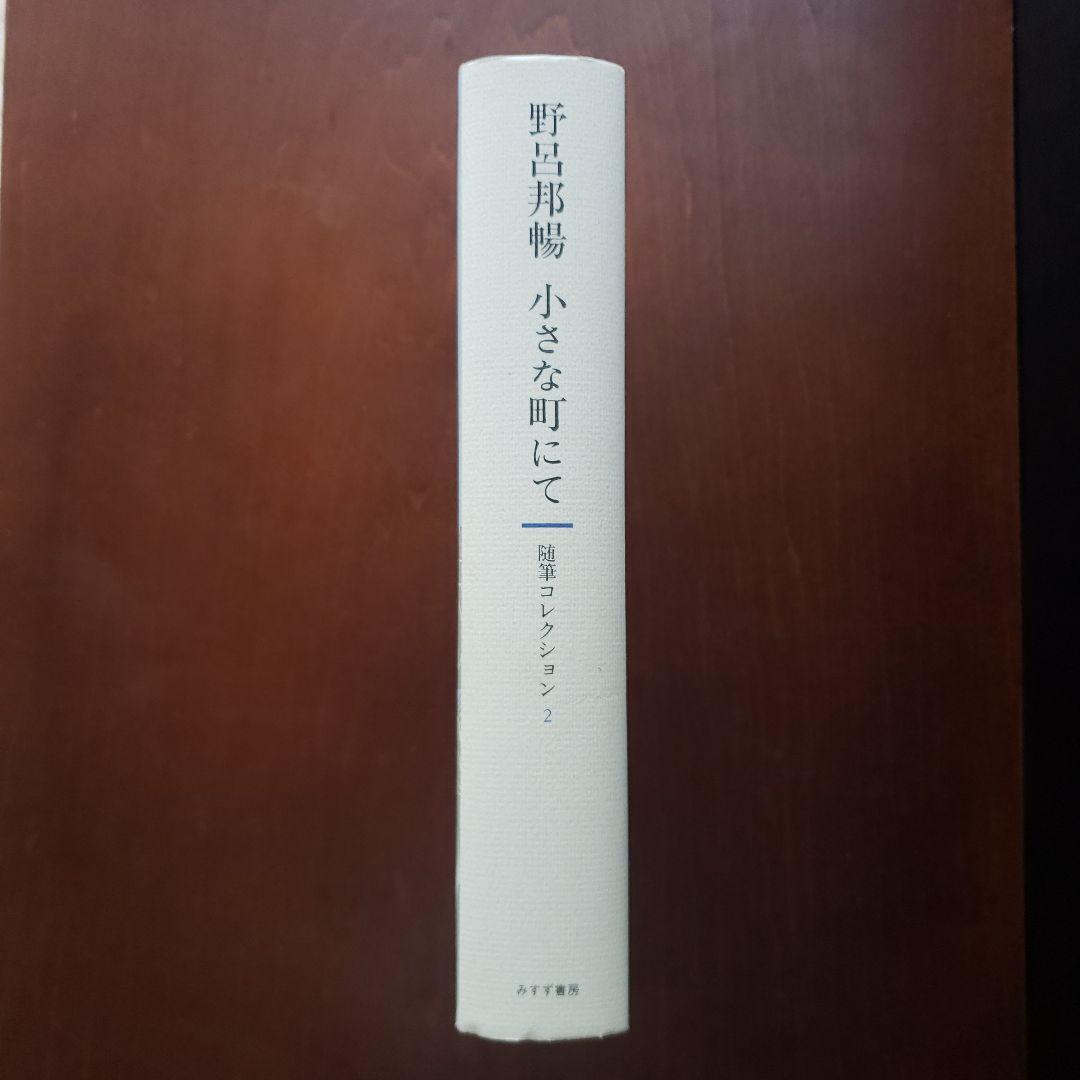 野呂邦暢 小さな町にて
随筆コレクション 2
みすず書房